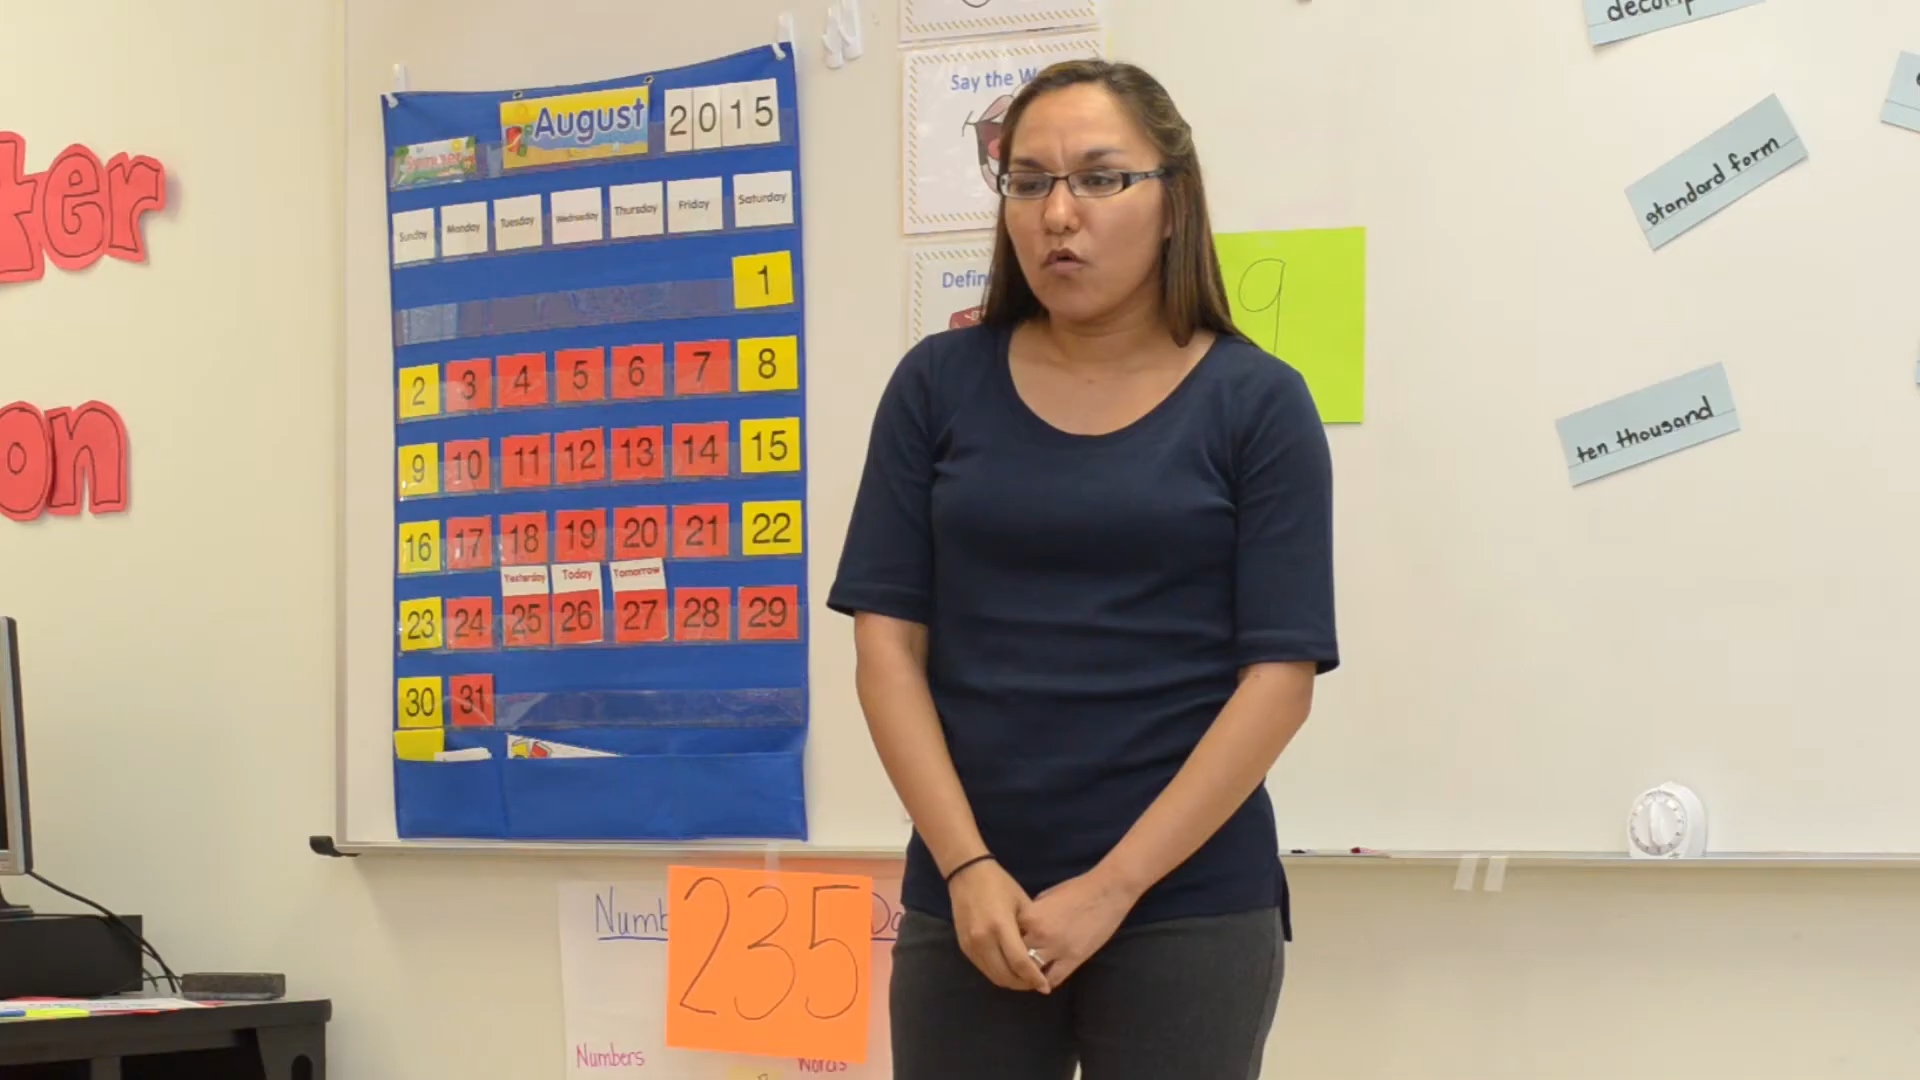 ter
on
August
2015
Summer
Sunday Monday Tuesday Wednesday Thursday Friday Saturday
1
2 3 4 5 6 7 8
9 10 11 12 13 14 15
16 17 18 19 20 21 22
Yesterday Today Tomorrow
23 24 25 26 27 28 29
30 31
Say the W
Defin
9
decomp
standard form
ten thousand
Numb
Da
235
Numbers
Words